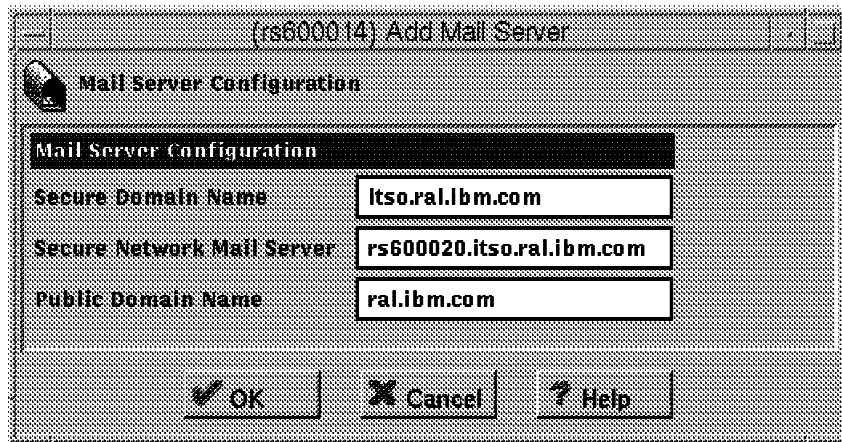 (rs600014) Add Mail Server
Mail Server Configuration
Mail Server Configuration
Secure Domain Name itso.ral.ibm.com
Secure Network Mail Server rs600020.itso.ral.ibm.com
Public Domain Name ral.ibm.com
OK Cancel ? Help